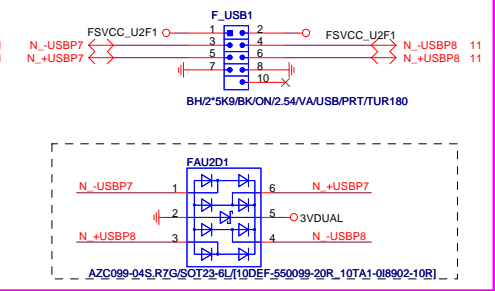 F_USB1
FSVCC_U2F1 1 2 FSVCC_U2F1
N_-USBP7 3 4 N_-USBP8 11
N_+USBP7 5 6 N_+USBP8 11
7 8
10
BH/2*5K9/BK/ON/2.54/VA/USB/PRT/TUR180
FAU2D1
N_-USBP7 1 6 N_+USBP7
2 5 3VDUAL
N_+USBP8 3 4 N_-USBP8
AZC099-04S.R7G/SOT23-6L/[10DEF-550099-20R_10TA1-0I8902-10R]